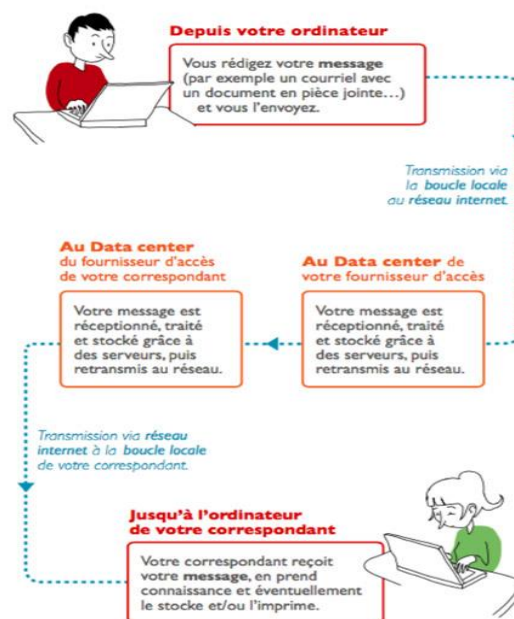 Depuis votre ordinateur
Vous rédigez votre message
(par exemple un courriel avec
un document en pièce jointe...)
et vous l'envoyez.
Transmission via
la boucle locale
au réseau internet.
Au Data center de
votre fournisseur d'accès
Votre message est
réceptionné, traité
et stocké grâce à
des serveurs, puis
retransmis au réseau.
Au Data center
du fournisseur d'accès
de votre correspondant
Votre message est
réceptionné, traité
et stocké grâce à
des serveurs, puis
retransmis au réseau.
Transmission via réseau
internet à la boucle locale
de votre correspondant.
Jusqu'à l'ordinateur
de votre correspondant
Votre correspondant reçoit
votre message, en prend
connaissance et éventuellement
le stocke et/ou l'imprime.